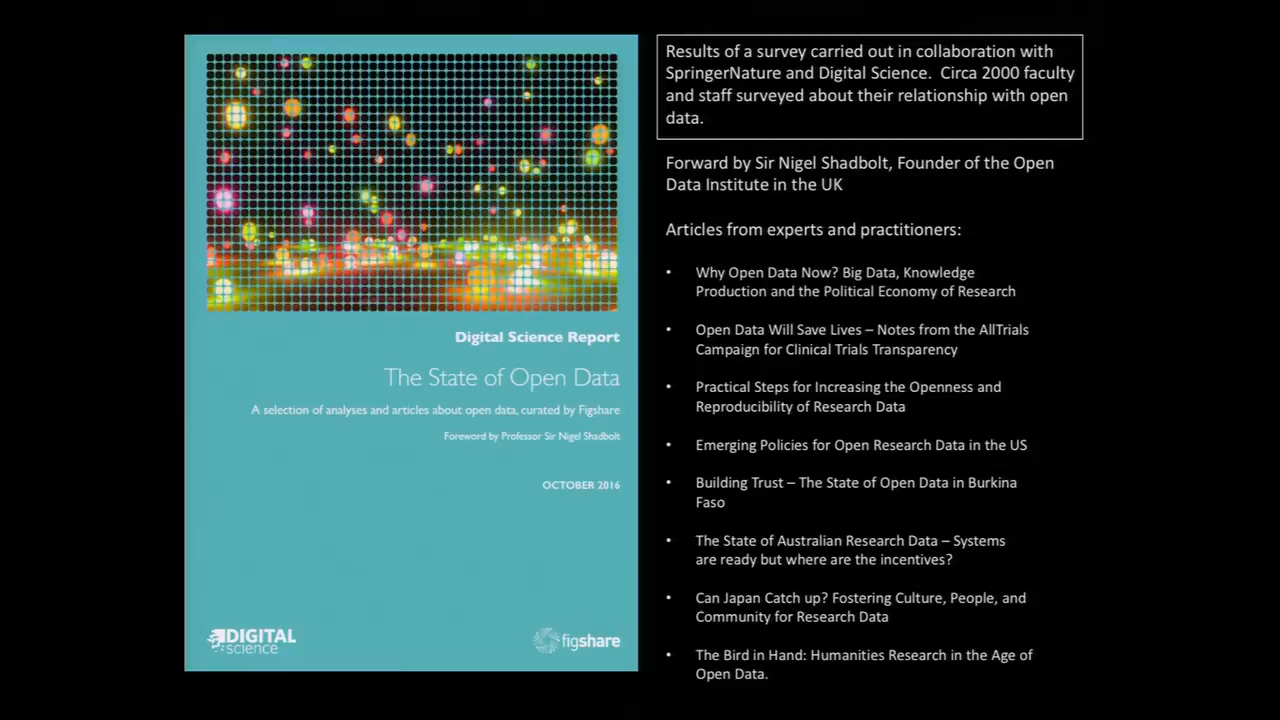 Digital Science Report
The State of Open Data
A selection of analyses and articles about open data, curated by Figshare
Foreword by Professor Sir Nigel Shadbolt
OCTOBER 2016
DIGITAL
science
figshare
Results of a survey carried out in collaboration with
SpringerNature and Digital Science. Circa 2000 faculty
and staff surveyed about their relationship with open
data.
Forward by Sir Nigel Shadbolt, Founder of the Open
Data Institute in the UK
Articles from experts and practitioners:
• Why Open Data Now? Big Data, Knowledge
Production and the Political Economy of Research
• Open Data Will Save Lives – Notes from the AllTrials
Campaign for Clinical Trials Transparency
• Practical Steps for Increasing the Openness and
Reproducibility of Research Data
• Emerging Policies for Open Research Data in the US
• Building Trust – The State of Open Data in Burkina
Faso
• The State of Australian Research Data – Systems
are ready but where are the incentives?
• Can Japan Catch up? Fostering Culture, People, and
Community for Research Data
• The Bird in Hand: Humanities Research in the Age of
Open Data.